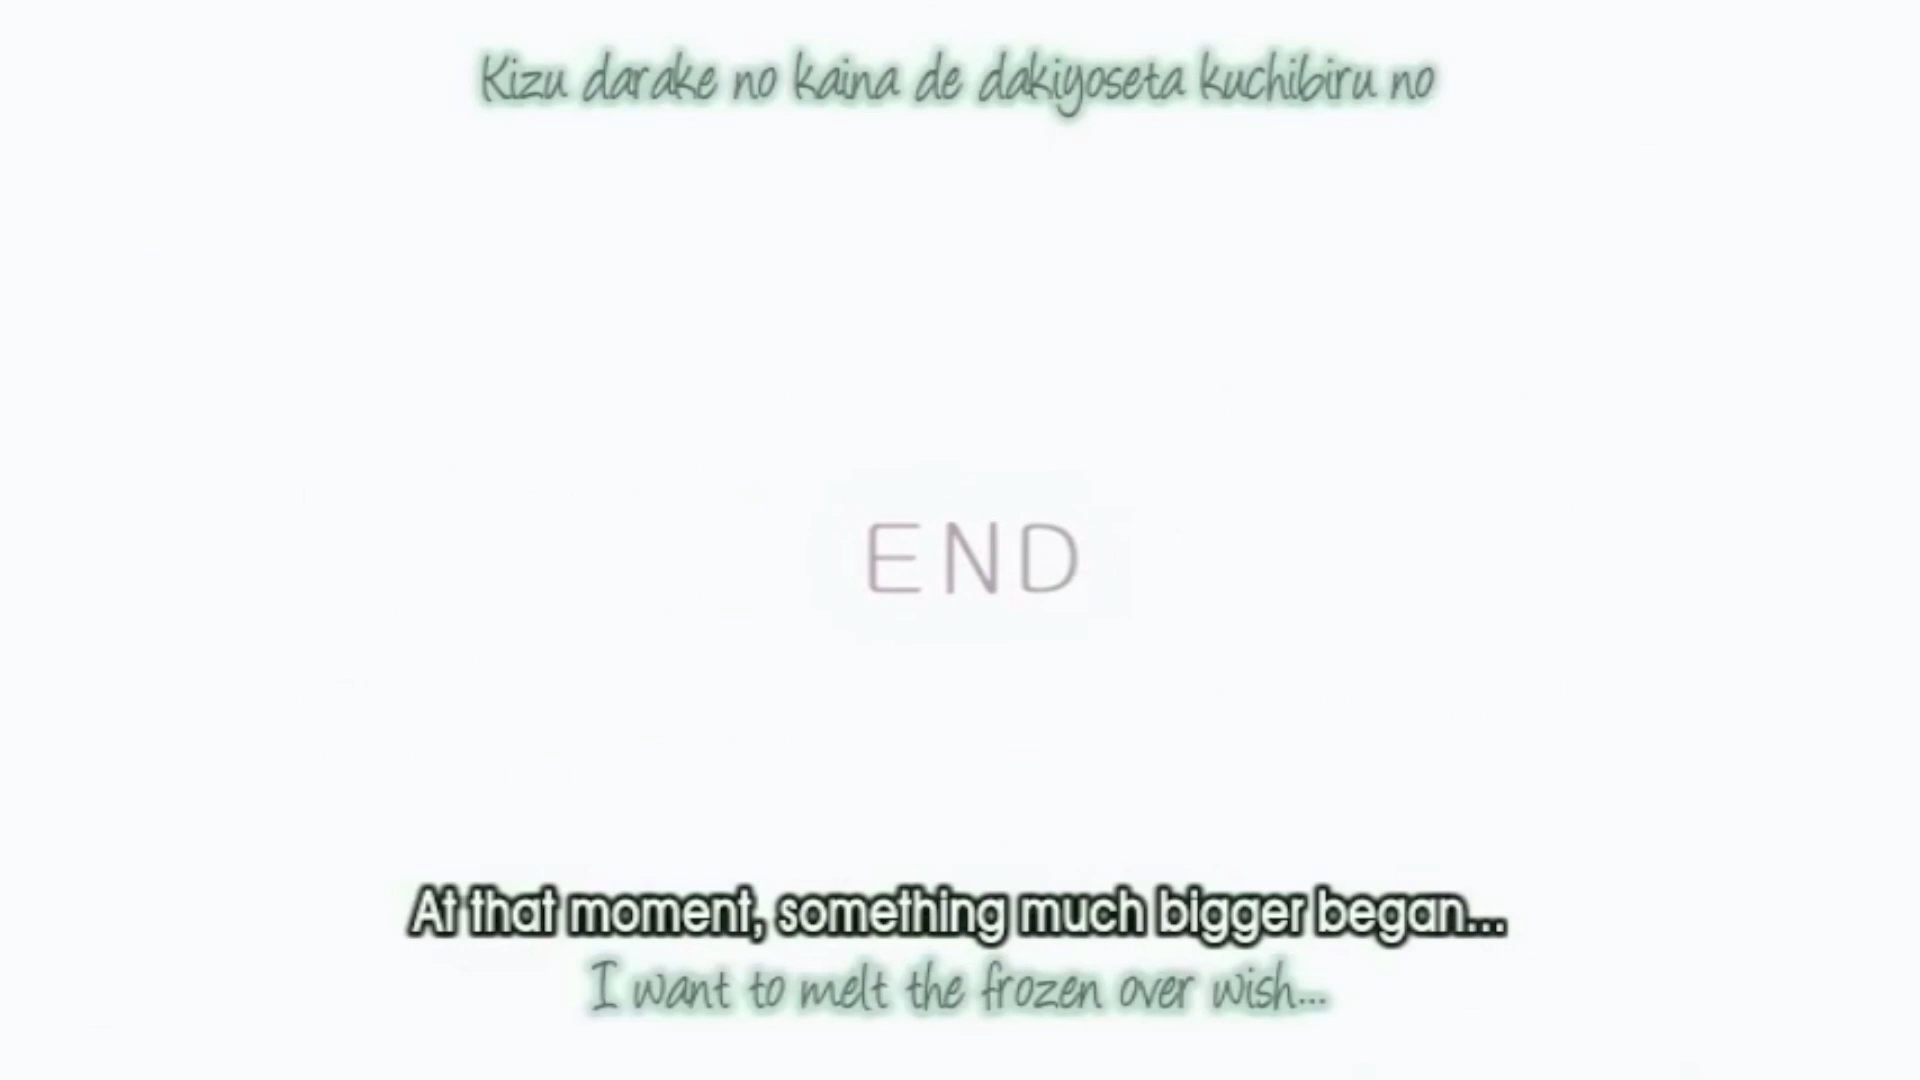 Kizu darake no kaina de dakiyoseta kuchibiru no
END
At that moment, something much bigger began...
I want to melt the frozen over wish...